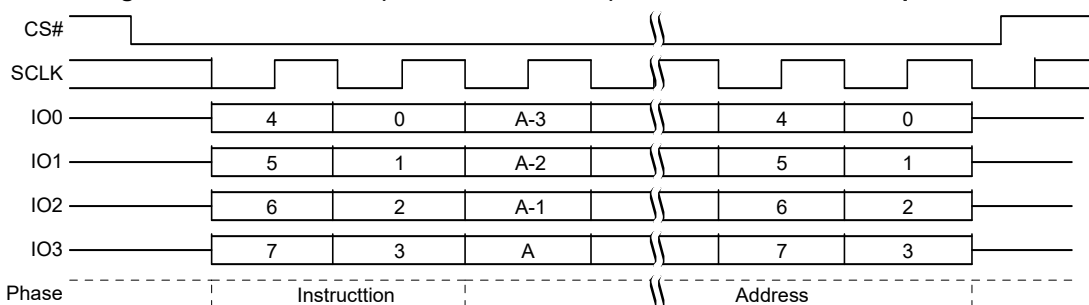 CS#
SCLK
IO0 4 0 A-3 4 0
IO1 5 1 A-2 5 1
IO2 6 2 A-1 6 2
IO3 7 3 A 7 3
Phase Instructtion Address